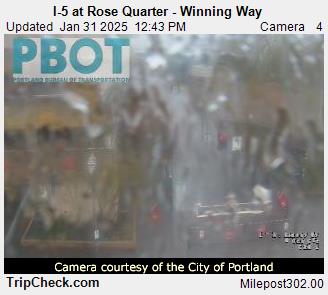 I-5 at Rose Quarter - Winning Way
Updated Jan 31 2025 12:43 PM Camera 4
PBOT
PORTLAND BUREAU OF TRANSPORTATION
Camera courtesy of the City of Portland
TripCheck.com Milepost302.00